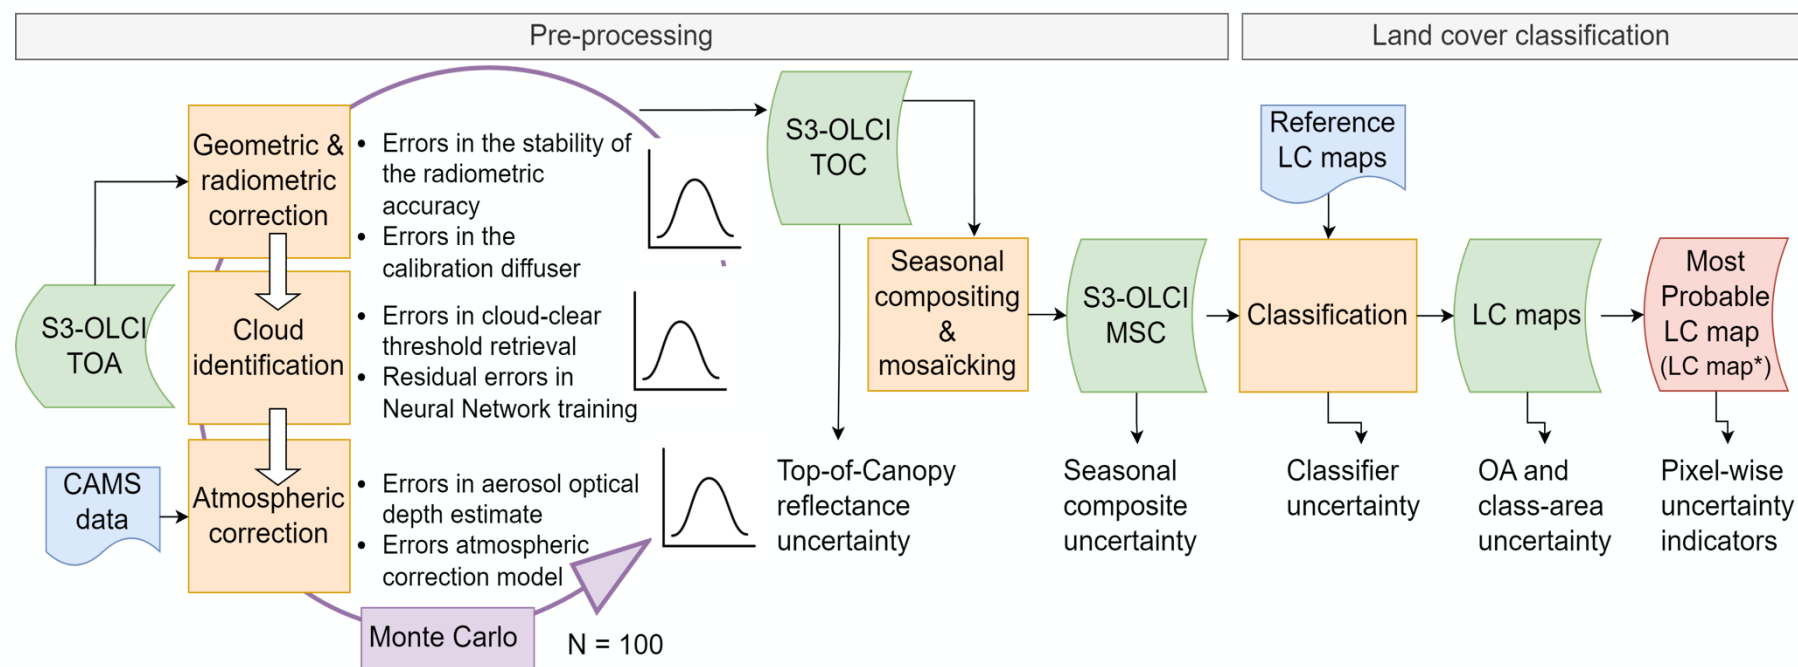 Pre-processing
Land cover classification
Geometric &
radiometric
correction
• Errors in the stability of
the radiometric
accuracy
• Errors in the
calibration diffuser
S3-OLCI
TOA
Cloud
identification
• Errors in cloud-clear
threshold retrieval
• Residual errors in
Neural Network training
CAMS
data
Atmospheric
correction
• Errors in aerosol optical
depth estimate
• Errors atmospheric
correction model
Monte Carlo
N = 100
S3-OLCI
TOC
Top-of-Canopy
reflectance
uncertainty
Seasonal
compositing
&
mosaïcking
S3-OLCI
MSC
Seasonal
composite
uncertainty
Reference
LC maps
Classification
Classifier
uncertainty
LC maps
OA and
class-area
uncertainty
Most
Probable
LC map
(LC map*)
Pixel-wise
uncertainty
indicators